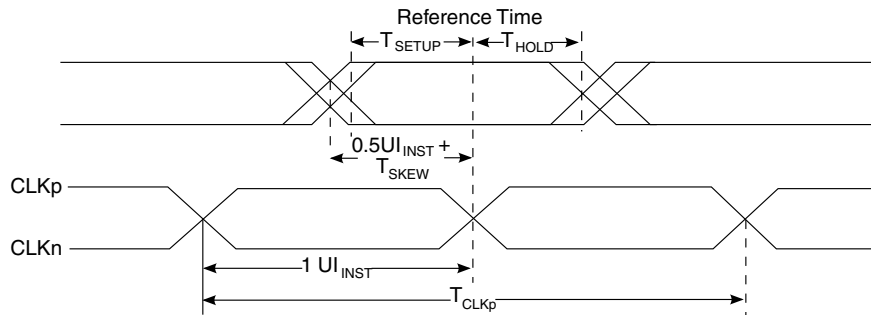 Reference Time
T_SETUP T_HOLD
0.5UI_INST +
T_SKEW
CLKp
CLKn
1 UI_INST
T_CLKp